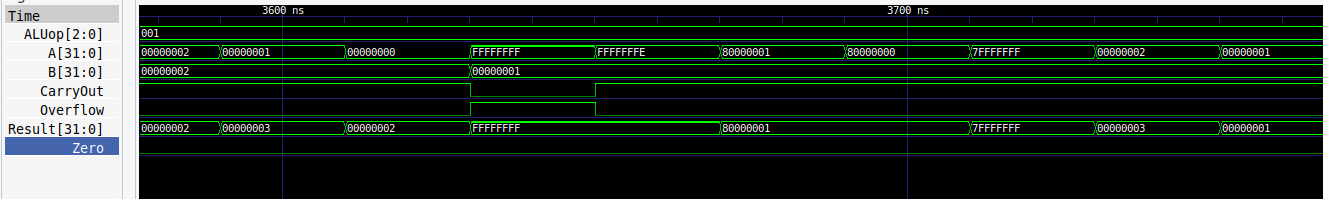 Time 3600 ns 3700 ns
ALUop[2:0] 001
A[31:0] 00000002 00000001 00000000 FFFFFFFF FFFFFFFE 80000001 80000000 7FFFFFFF 00000002 00000001
B[31:0] 00000002 00000001
CarryOut
Overflow
Result[31:0] 00000002 00000003 00000002 FFFFFFFF 80000001 7FFFFFFF 00000003 00000001
Zero